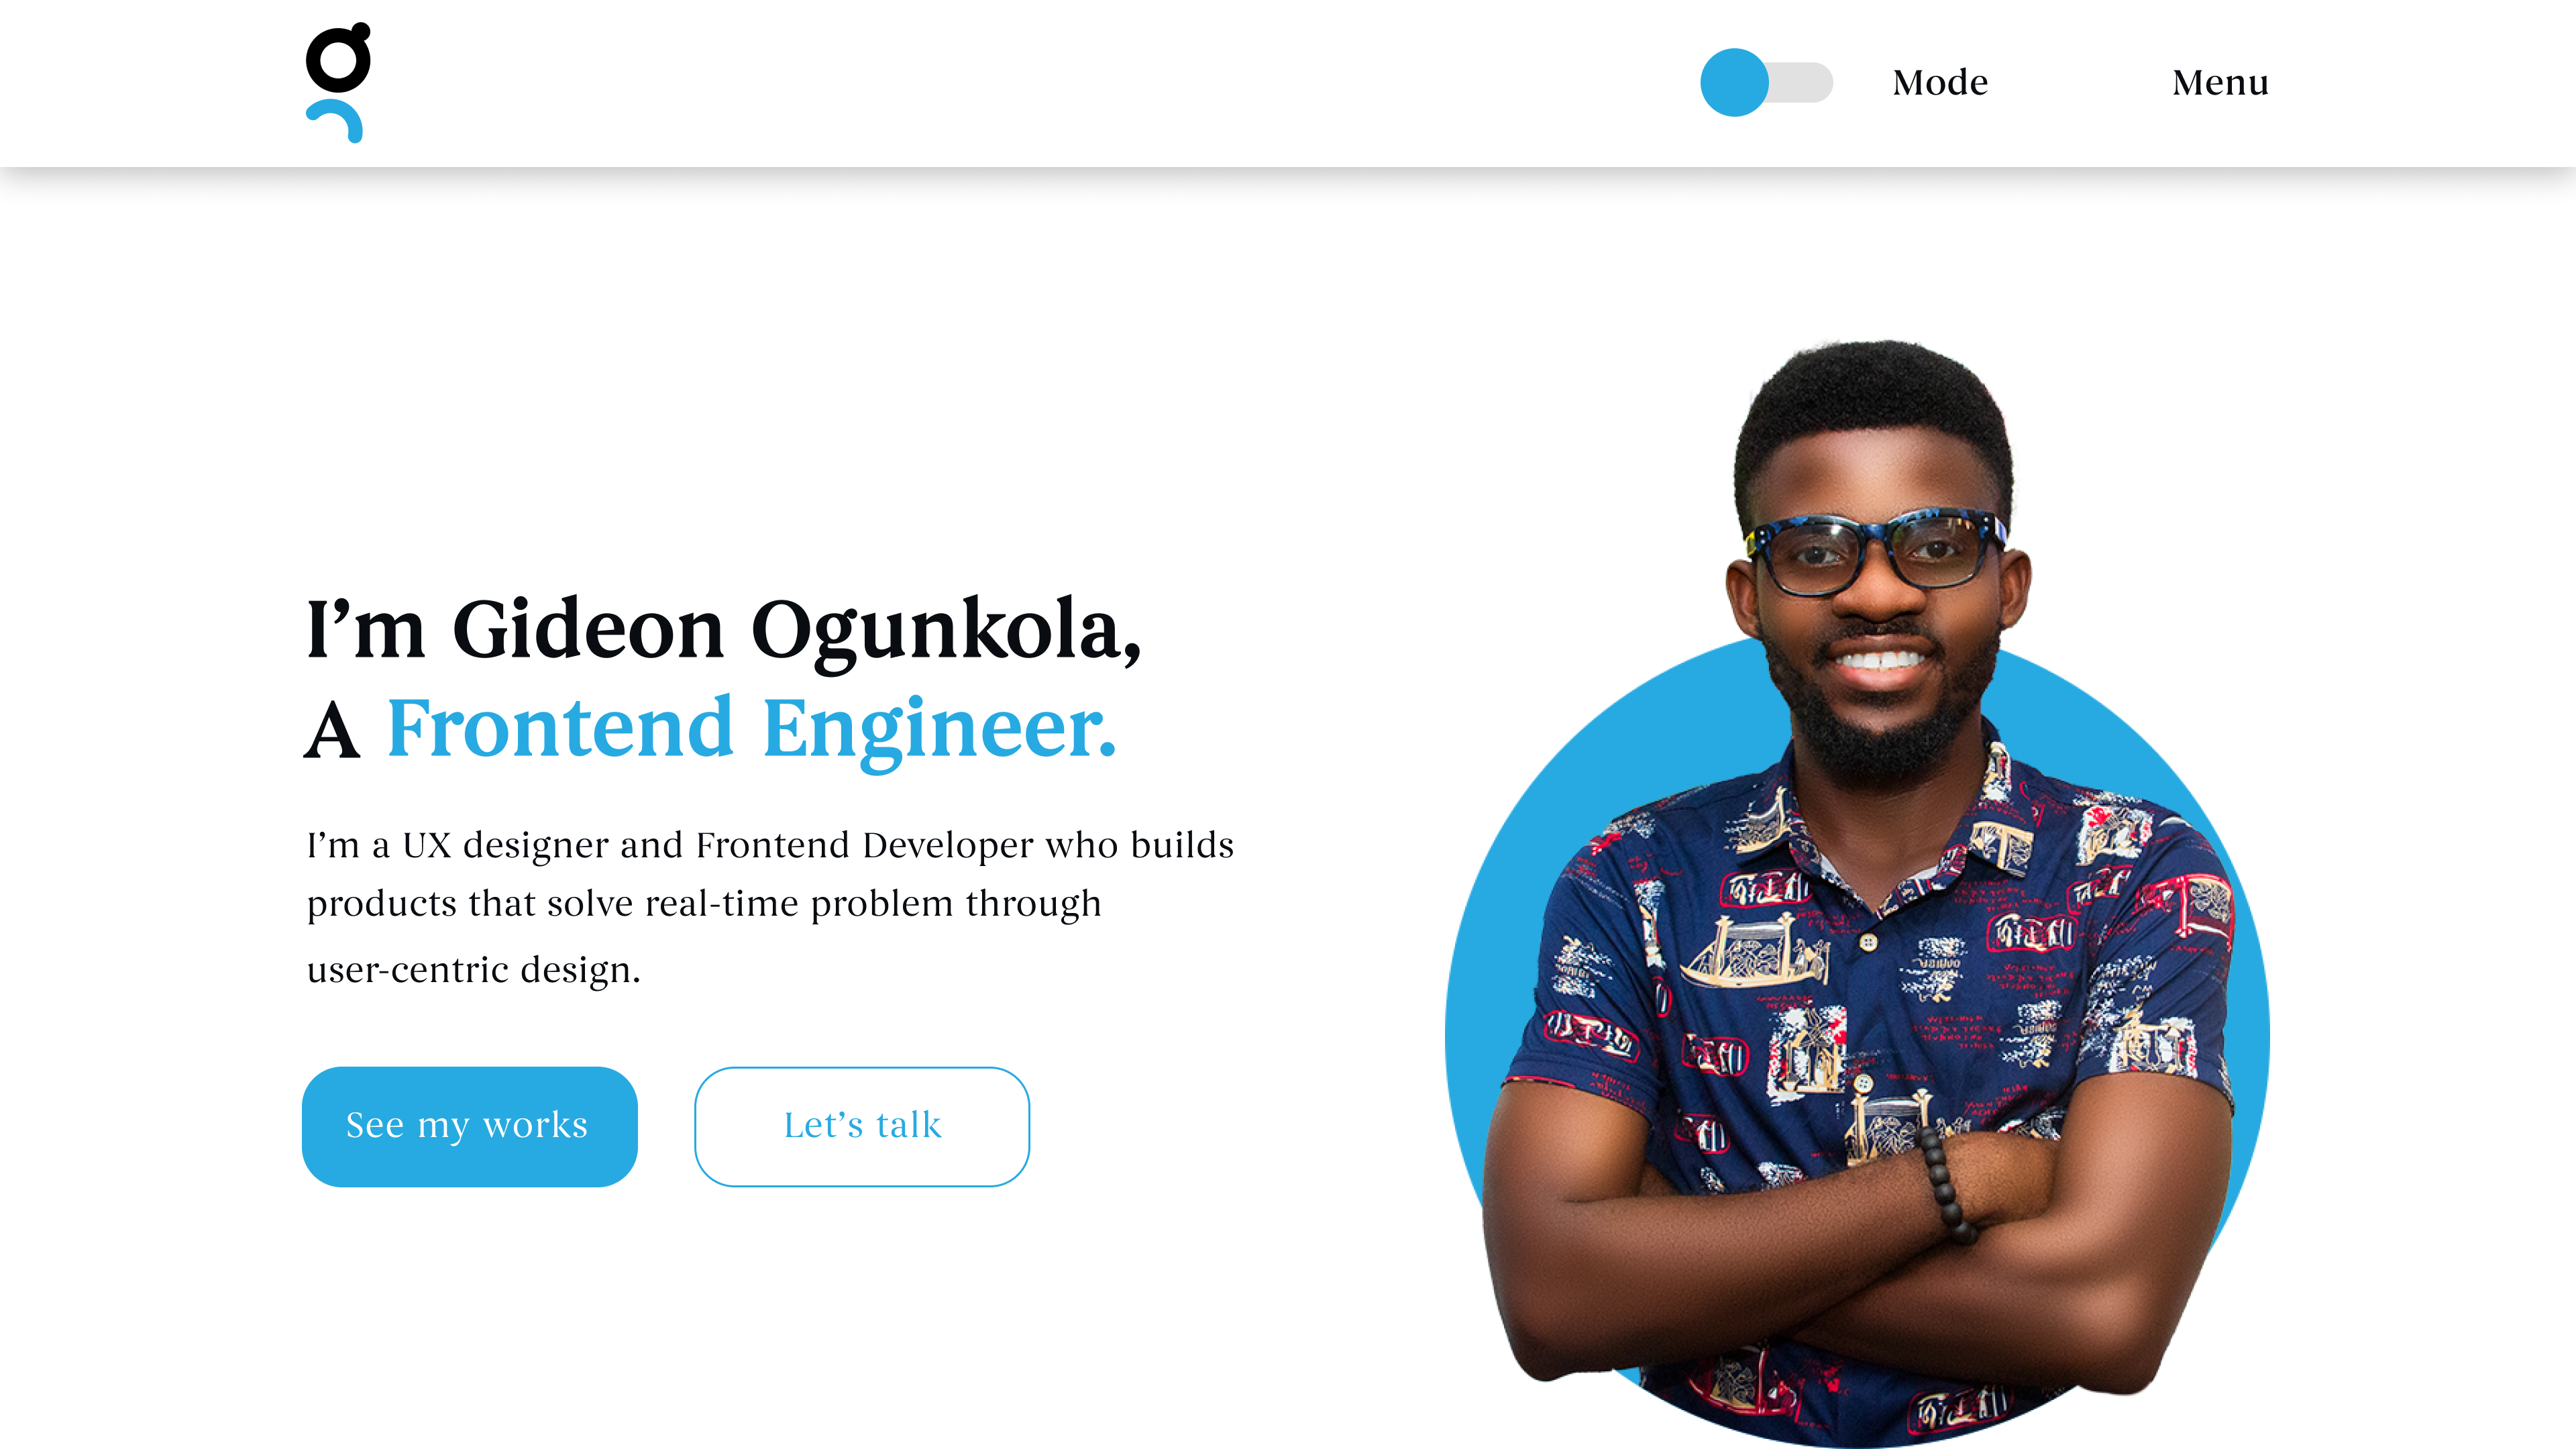 Mode
Menu
I’m Gideon Ogunkola,
A Frontend Engineer.
I’m a UX designer and Frontend Developer who builds
products that solve real-time problem through
user-centric design.
See my works
Let’s talk